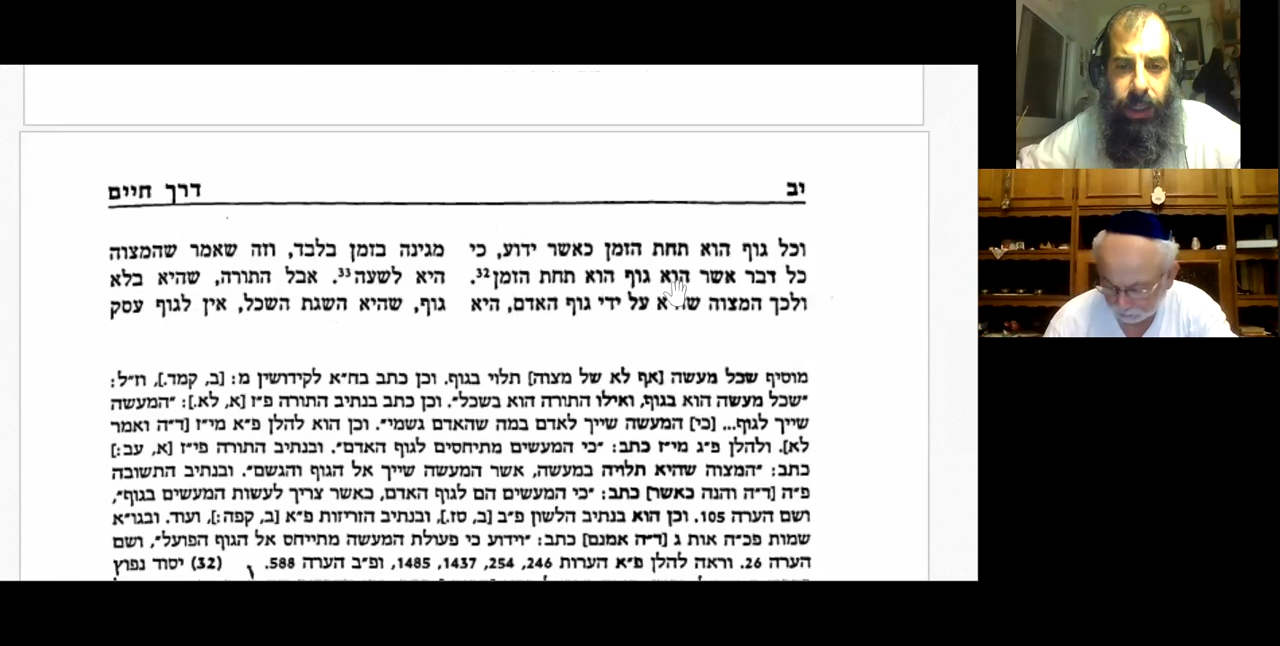 יב
דרך חיים
וכל גוף הוא תחת הזמן כאשר ידוע, כי
כל דבר אשר הוא גוף הוא תחת הזמן32.
ולכך המצוה שהיא על ידי גוף האדם, היא
מגינה בזמן בלבד, וזה שאמר שהמצוה
היא לשעה33. אבל התורה, שהיא בלא
גוף, שהיא השגת השכל, אין לגוף עסק
מוסיף שכל מעשה [אף לא של מצוה] תלוי בגוף. וכן כתב בח״א לקידושין מ: [ב, קמד.], וז״ל:
״שכל מעשה הוא בגוף, ואילו התורה הוא בשכל״. וכן כתב בנתיב התורה פ״ז [א, לא.]: ״המעשה
שייך לגוף... [כי] המעשה שייך לאדם במה שהאדם גשמי״. וכן הוא להלן פ״א מי״ז [ד״ה ואמר
לא]. ולהלן פ״ג מי״ז כתב: ״כי המעשים מתיחסים לגוף האדם״. ובנתיב התורה פי״ז [א, עב:]
כתב: ״המצוה שהיא תלויה במעשה, אשר המעשה שייך אל הגוף והגשם״. ובנתיב התשובה
פ״ה [ד״ה והנה כאשר] כתב: ״כי המעשים הם לגוף האדם, כאשר צריך לעשות המעשים בגוף״,
ושם הערה 105. וכן הוא בנתיב הלשון פ״ב [ב, סז.], ובנתיב הזריזות פ״א [ב, קפה:], ועוד. ובגו״א
שמות פכ״ה אות ג [ד״ה אמנם] כתב: ״וידוע כי פעולת המעשה מתייחס אל הגוף הפועל״, ושם
הערה 26. וראה להלן פ״א הערות 246, 254, 1437, 1485, ופ״ב הערה 588. (32) יסוד נפוץ